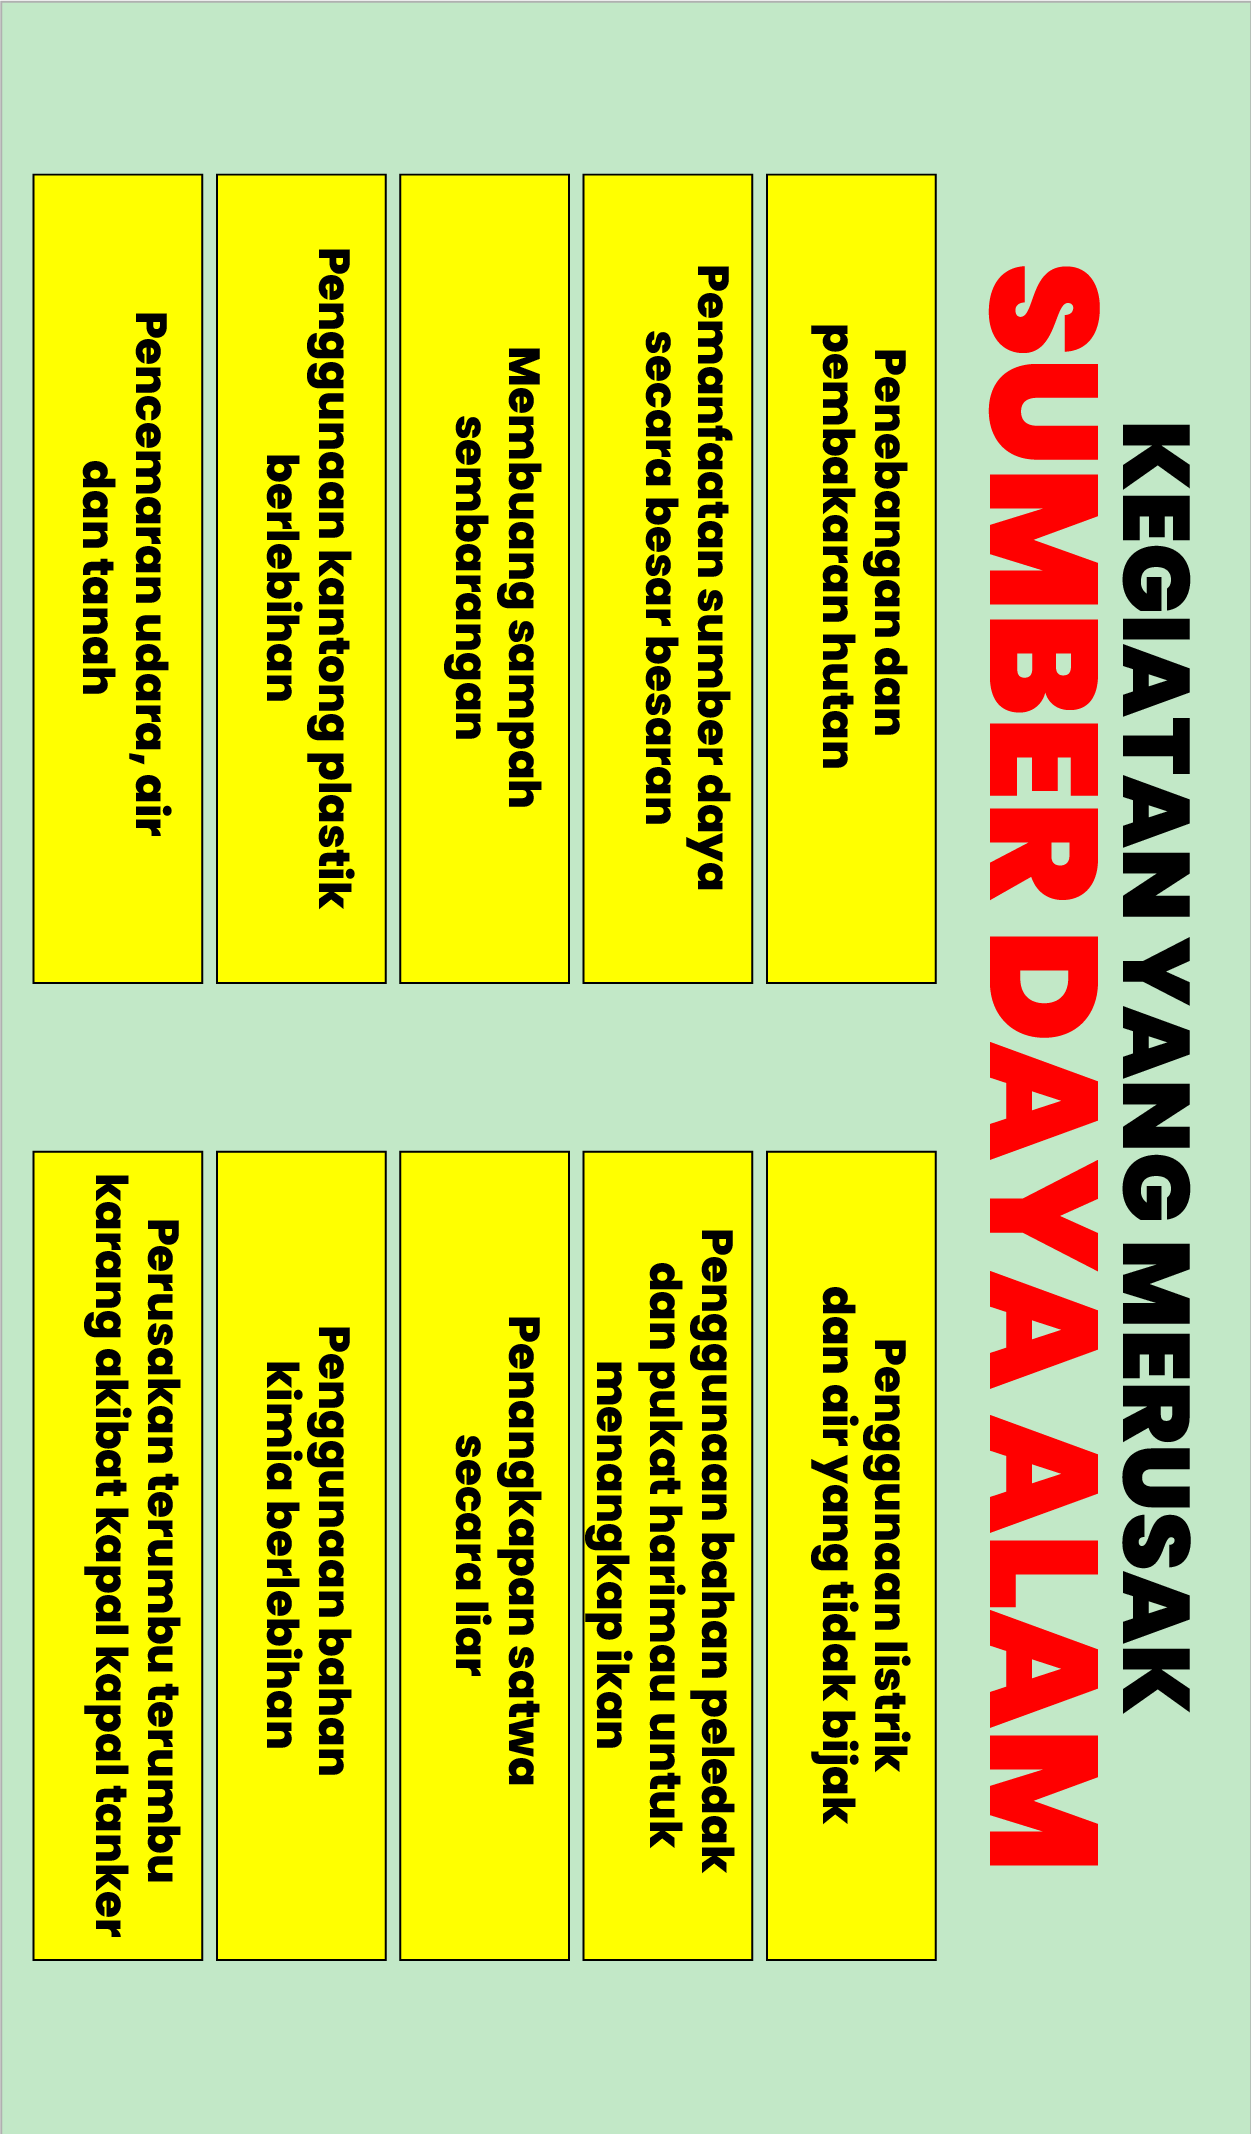 KEGIATAN YANG MERUSAK
SUMBER DAYA ALAM
Penebangan dan
pembakaran hutan
Pemanfaatan sumber daya
secara besar besaran
Membuang sampah
sembarangan
Penggunaan kantong plastik
berlebihan
Pencemaran udara, air
dan tanah
Penggunaan listrik
dan air yang tidak bijak
Penggunaan bahan peledak
dan pukat harimau untuk
menangkap ikan
Penangkapan satwa
secara liar
Penggunaan bahan
kimia berlebihan
Perusakan terumbu terumbu
karang akibat kapal kapal tanker